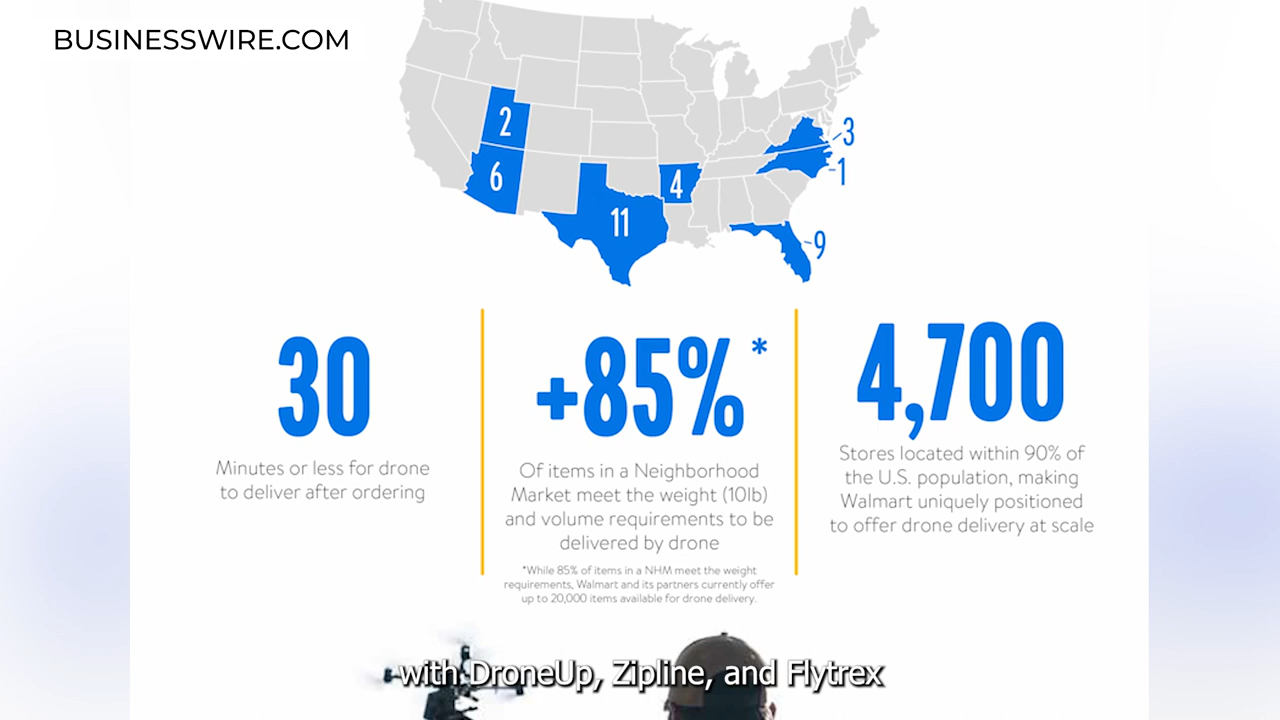 BUSINESSWIRE.COM
2
-3
6
4
-1
11
-9
30
+85%*
4,700
Minutes or less for drone
to deliver after ordering
Of items in a Neighborhood
Market meet the weight (10lb)
and volume requirements to be
delivered by drone
*While 85% of items in a NHM meet the weight
requirements, Walmart and its partners currently offer
up to 20,000 items available for drone delivery.
Stores located within 90% of
the U.S. population, making
Walmart uniquely positioned
to offer drone delivery at scale
with DroneUp, Zipline, and Flytrex